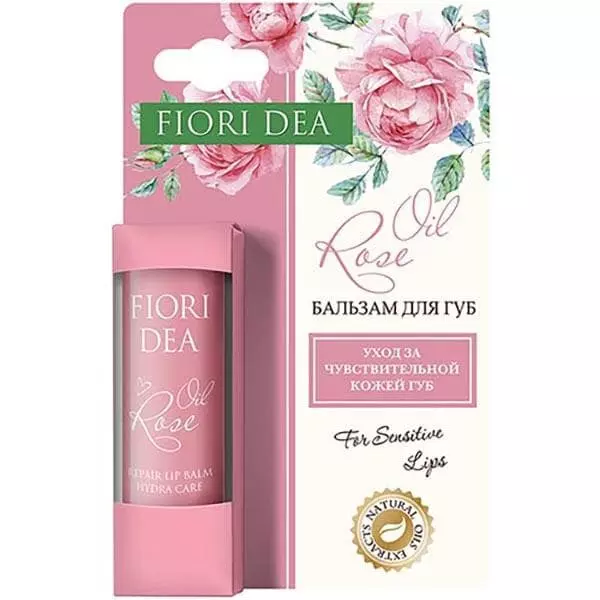 FIORI DEA
Rose Oil
БАЛЬЗАМ ДЛЯ ГУБ
УХОД ЗА
ЧУВСТВИТЕЛЬНОЙ
КОЖЕЙ ГУБ
For Sensitive
Lips
NATURAL OILS EXTRACTS
FIORI
DEA
Rose Oil
REPAIR LIP BALM
HYDRA CARE